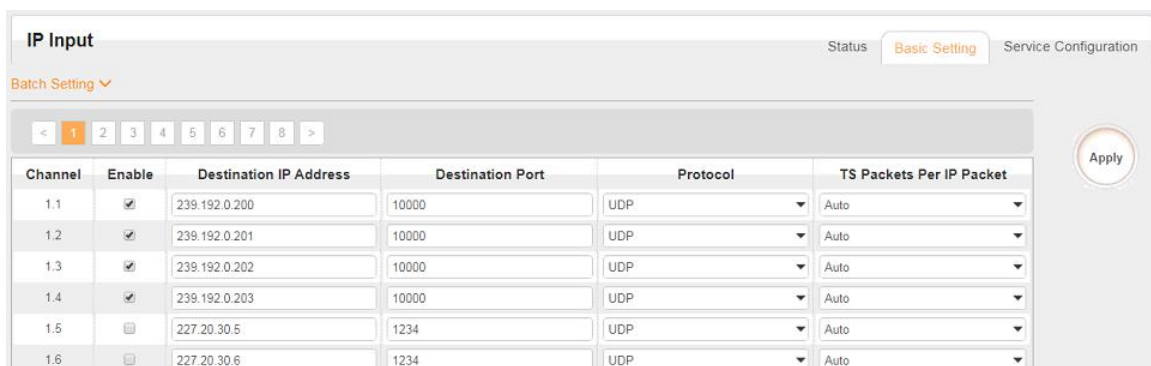 IP Input
Status Basic Setting Service Configuration
Batch Setting
< 1 2 3 4 5 6 7 8 >
Apply
Channel Enable Destination IP Address Destination Port Protocol TS Packets Per IP Packet
1.1 239.192.0.200 10000 UDP Auto
1.2 239.192.0.201 10000 UDP Auto
1.3 239.192.0.202 10000 UDP Auto
1.4 239.192.0.203 10000 UDP Auto
1.5 227.20.30.5 1234 UDP Auto
1.6 227.20.30.6 1234 UDP Auto